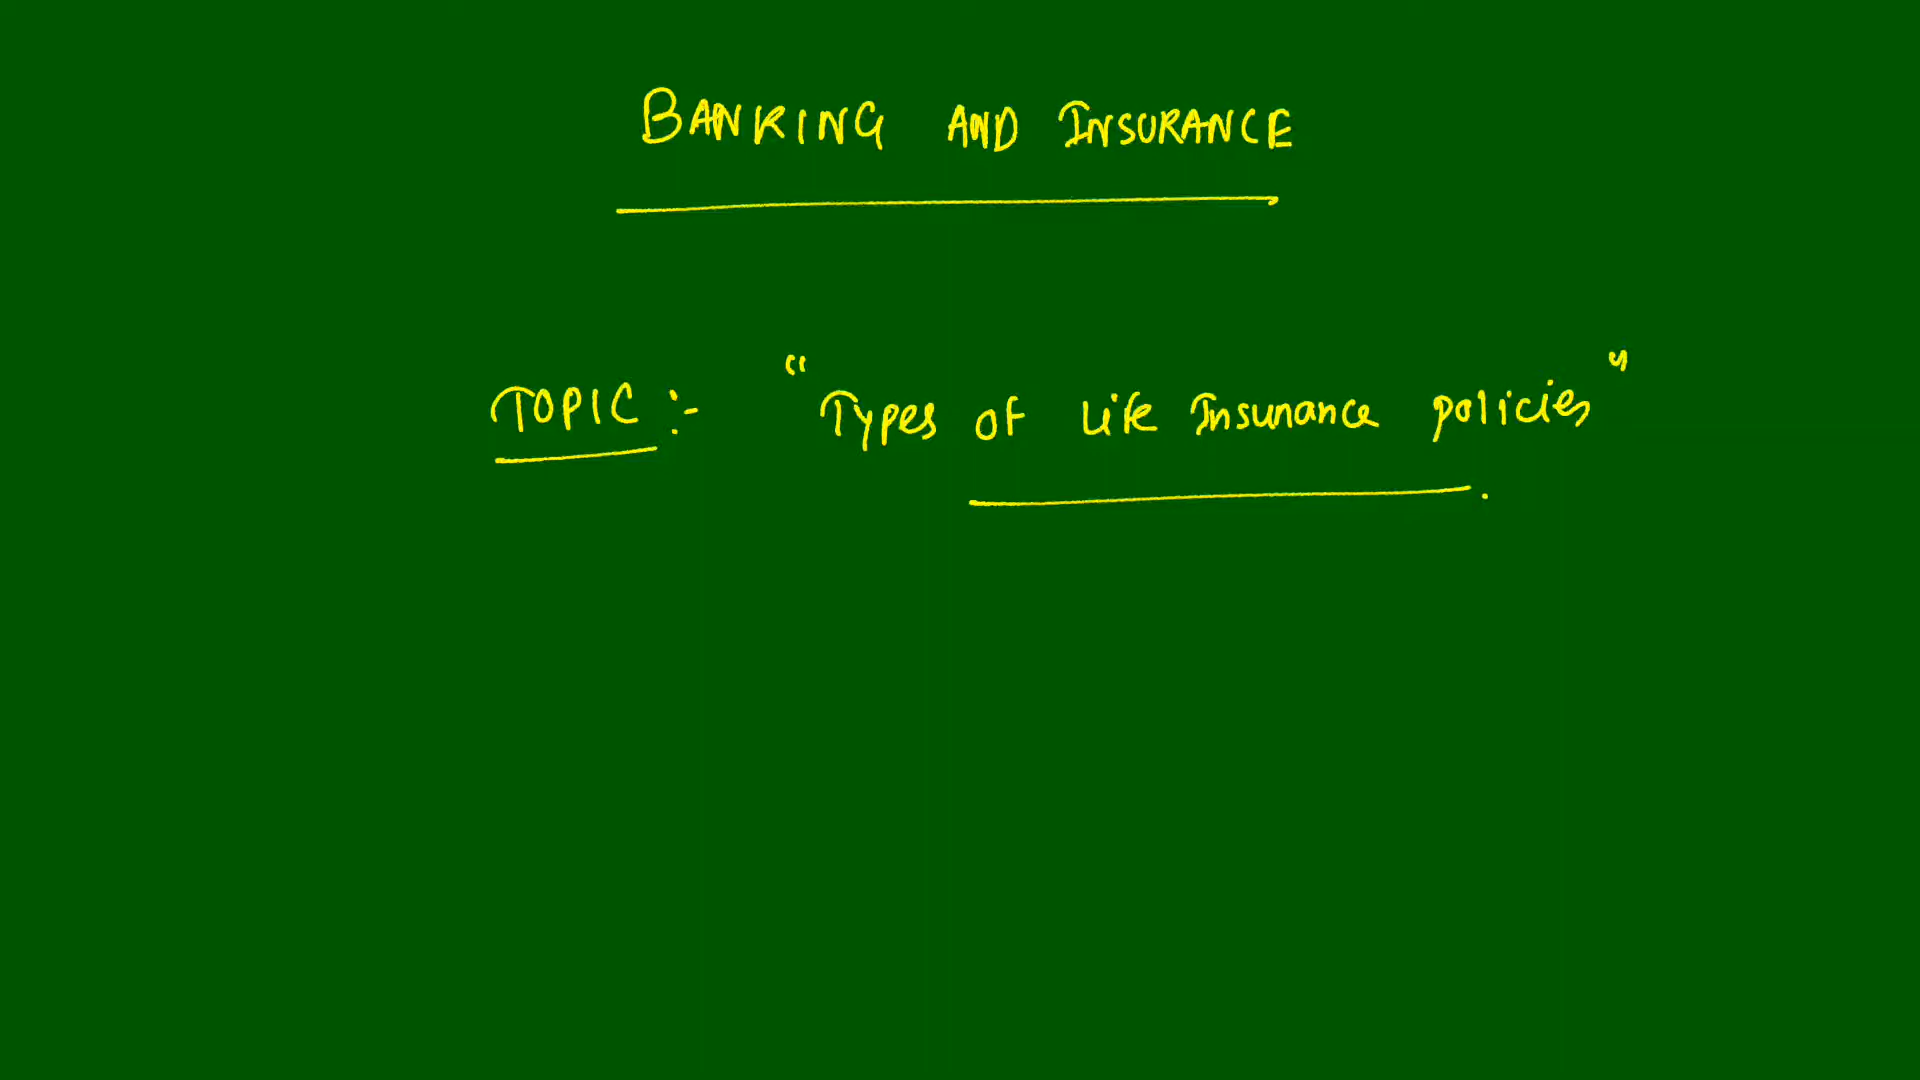 BANKING AND INSURANCE
TOPIC :- "Types of Life Insurance policies".